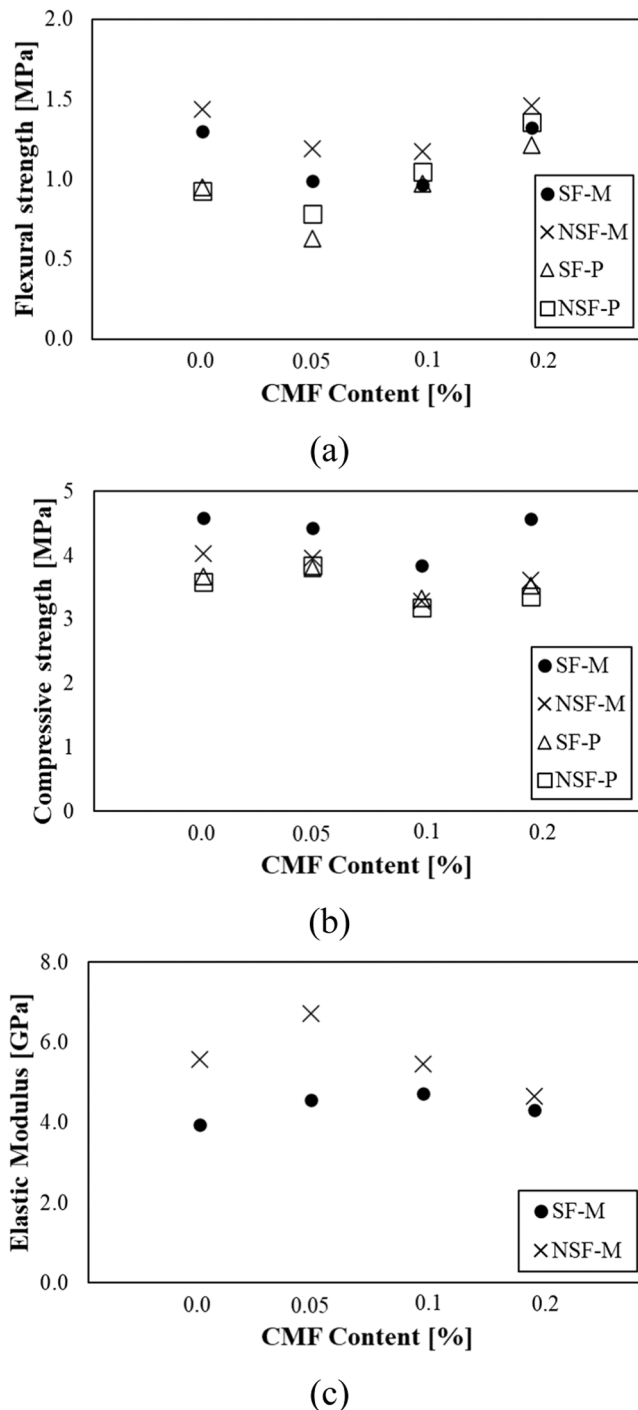 Flexural strength [MPa]
2.0
1.5
1.0
0.5
0.0
SF-M
NSF-M
SF-P
NSF-P
0.0 0.05 0.1 0.2
CMF Content [%]
(a)
Compressive strength [MPa]
5
4
3
2
1
0
SF-M
NSF-M
SF-P
NSF-P
0.0 0.05 0.1 0.2
CMF Content [%]
(b)
Elastic Modulus [GPa]
8.0
6.0
4.0
2.0
0.0
SF-M
NSF-M
0.0 0.05 0.1 0.2
CMF Content [%]
(c)